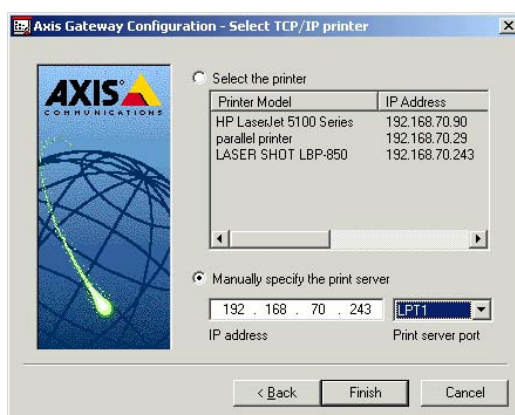 Axis Gateway Configuration - Select TCP/IP printer
AXIS
COMMUNICATIONS
Select the printer
Printer Model IP Address
HP LaserJet 5100 Series 192.168.70.90
parallel printer 192.168.70.29
LASER SHOT LBP-850 192.168.70.243
Manually specify the print server
192 . 168 . 70 . 243 LPT1
IP address Print server port
< Back Finish Cancel